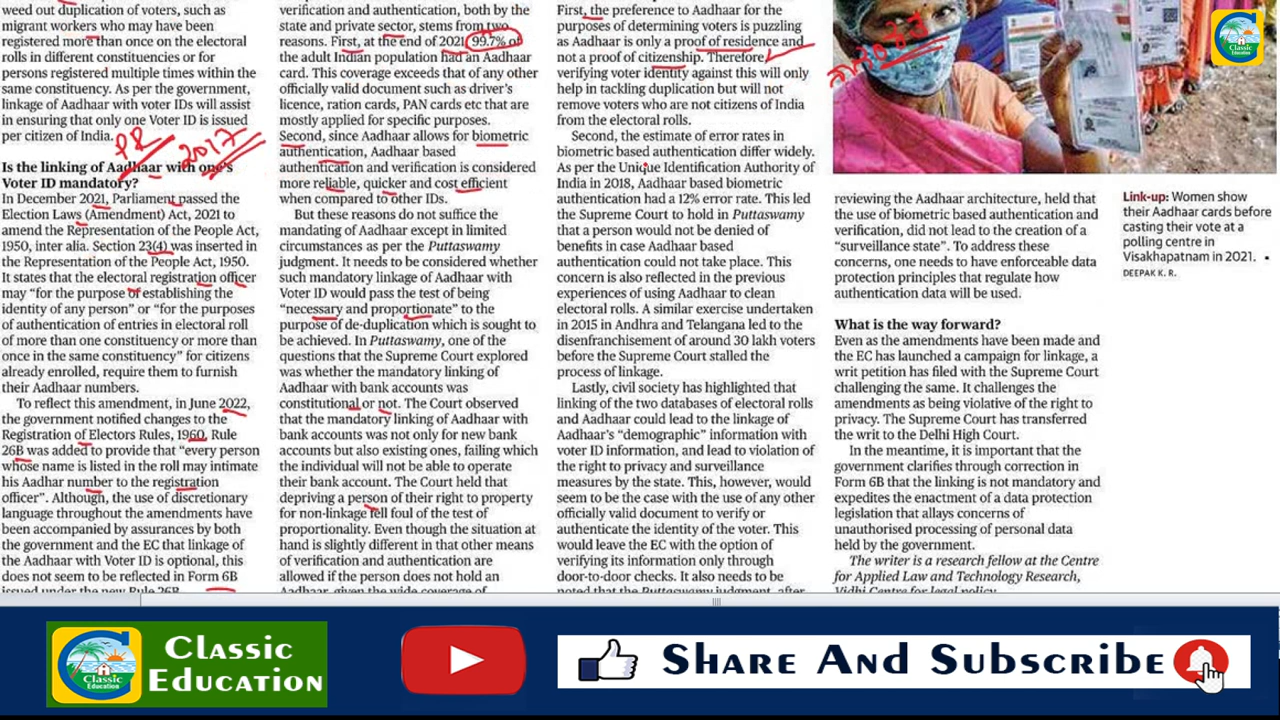 weed out duplication of voters, such as
migrant workers who may have been
registered more than once on the electoral
rolls in different constituencies or for
persons registered multiple times within the
same constituency. As per the government,
linkage of Aadhaar with voter IDs will assist
in ensuring that only one Voter ID is issued
per citizen of India.
PR 2017
Is the linking of Aadhaar with one's
Voter ID mandatory?
In December 2021, Parliament passed the
Election Laws (Amendment) Act, 2021 to
amend the Representation of the People Act,
1950, inter alia. Section 23(4) was inserted in
the Representation of the People Act, 1950.
It states that the electoral registration officer
may “for the purpose of establishing the
identity of any person” or “for the purposes
of authentication of entries in electoral roll
of more than one constituency or more than
once in the same constituency” for citizens
already enrolled, require them to furnish
their Aadhaar numbers.
To reflect this amendment, in June 2022,
the government notified changes to the
Registration of Electors Rules, 1960. Rule
26B was added to provide that “every person
whose name is listed in the roll may intimate
his Aadhar number to the registration
officer”. Although, the use of discretionary
language throughout the amendments have
been accompanied by assurances by both
the government and the EC that linkage of
the Aadhaar with Voter ID is optional, this
does not seem to be reflected in Form 6B
issued under the new Rule 26B.
verification and authentication, both by the
state and private sector, stems from two
reasons. First, at the end of 2021 99.7% of
the adult Indian population had an Aadhaar
card. This coverage exceeds that of any other
officially valid document such as driver's
licence, ration cards, PAN cards etc that are
mostly applied for specific purposes.
Second, since Aadhaar allows for biometric
authentication, Aadhaar based
authentication and verification is considered
more reliable, quicker and cost efficient
when compared to other IDs.
But these reasons do not suffice the
mandating of Aadhaar except in limited
circumstances as per the Puttaswamy
judgment. It needs to be considered whether
such mandatory linkage of Aadhaar with
Voter ID would pass the test of being
“necessary and proportionate” to the
purpose of de-duplication which is sought to
be achieved. In Puttaswamy, one of the
questions that the Supreme Court explored
was whether the mandatory linking of
Aadhaar with bank accounts was
constitutional or not. The Court observed
that the mandatory linking of Aadhaar with
bank accounts was not only for new bank
accounts but also existing ones, failing which
the individual will not be able to operate
their bank account. The Court held that
depriving a person of their right to property
for non-linkage fell foul of the test of
proportionality. Even though the situation at
hand is slightly different in that other means
of verification and authentication are
allowed if the person does not hold an
Aadhaar, given the wide coverage of
First, the preference to Aadhaar for the
purposes of determining voters is puzzling
as Aadhaar is only a proof of residence and
not a proof of citizenship. Therefore,
verifying voter identity against this will only
help in tackling duplication but will not
remove voters who are not citizens of India
from the electoral rolls.
Second, the estimate of error rates in
biometric based authentication differ widely.
As per the Unique Identification Authority of
India in 2018, Aadhaar based biometric
authentication had a 12% error rate. This led
the Supreme Court to hold in Puttaswamy
that a person would not be denied of
benefits in case Aadhaar based
authentication could not take place. This
concern is also reflected in the previous
experiences of using Aadhaar to clean
electoral rolls. A similar exercise undertaken
in 2015 in Andhra and Telangana led to the
disenfranchisement of around 30 lakh voters
before the Supreme Court stalled the
process of linkage.
Lastly, civil society has highlighted that
linking of the two databases of electoral rolls
and Aadhaar could lead to the linkage of
Aadhaar's “demographic” information with
voter ID information, and lead to violation of
the right to privacy and surveillance
measures by the state. This, however, would
seem to be the case with the use of any other
officially valid document to verify or
authenticate the identity of the voter. This
would leave the EC with the option of
verifying its information only through
door-to-door checks. It also needs to be
noted that the Puttaswamy judgment, after
reviewing the Aadhaar architecture, held that
the use of biometric based authentication and
verification, did not lead to the creation of a
“surveillance state”. To address these
concerns, one needs to have enforceable data
protection principles that regulate how
authentication data will be used.
What is the way forward?
Even as the amendments have been made and
the EC has launched a campaign for linkage, a
writ petition has filed with the Supreme Court
challenging the same. It challenges the
amendments as being violative of the right to
privacy. The Supreme Court has transferred
the writ to the Delhi High Court.
In the meantime, it is important that the
government clarifies through correction in
Form 6B that the linking is not mandatory and
expedites the enactment of a data protection
legislation that allays concerns of
unauthorised processing of personal data
held by the government.
The writer is a research fellow at the Centre
for Applied Law and Technology Research,
Vidhi Centre for legal policy.
Link-up: Women show
their Aadhaar cards before
casting their vote at a
polling centre in
Visakhapatnam in 2021. •
DEEPAK K. R.
Classic
Education
Classic
Education
Classic
Education
Share And Subscribe